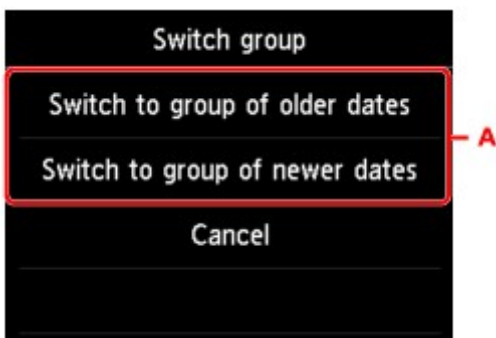 Switch group
Switch to group of older dates
A
Switch to group of newer dates
Cancel